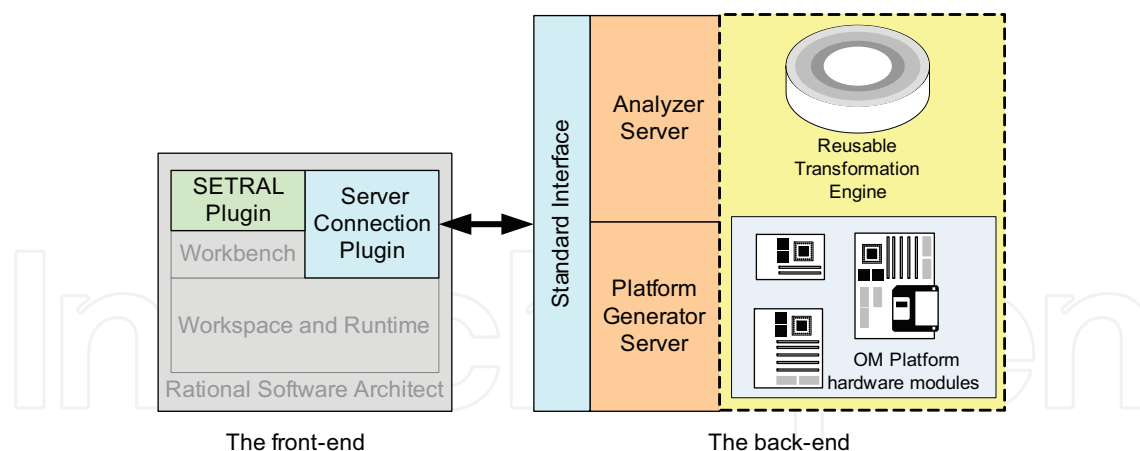 SETRAL
Plugin
Server
Connection
Plugin
Workbench
Workspace and Runtime
Rational Software Architect
The front-end
Standard Interface
Analyzer
Server
Platform
Generator
Server
Reusable
Transformation
Engine
OM Platform
hardware modules
The back-end